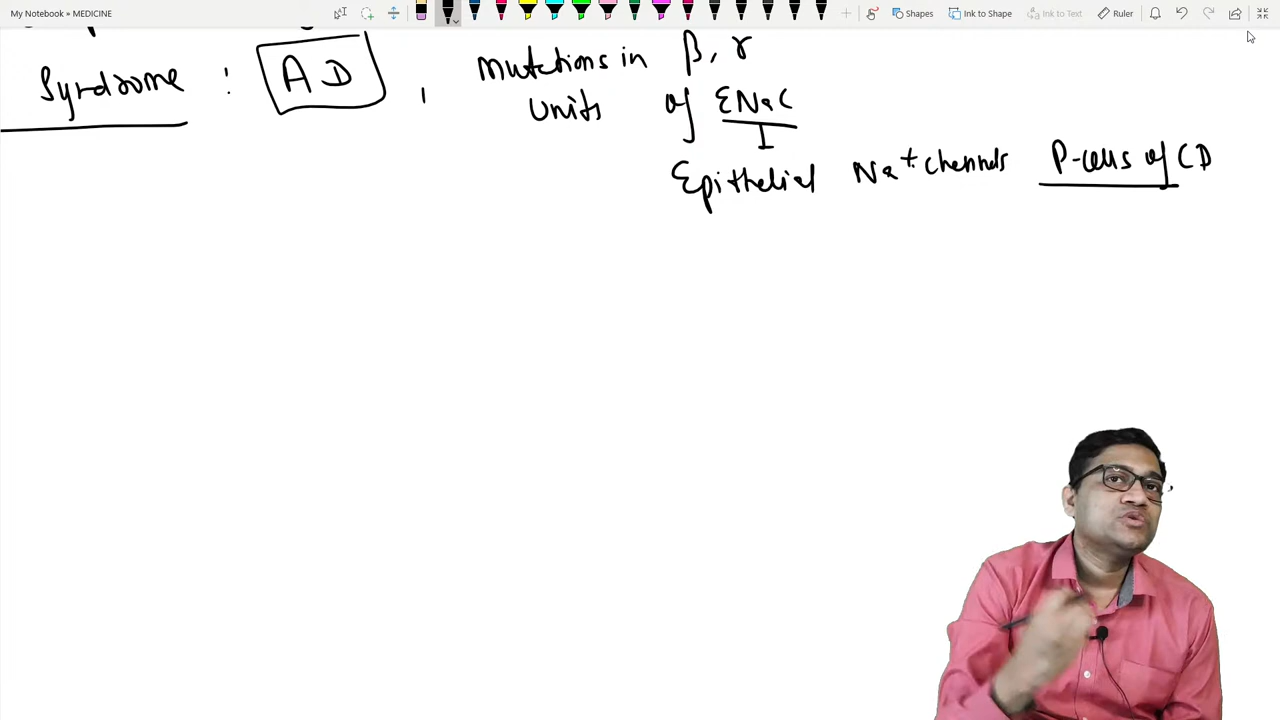 My Notebook » MEDICINE
Shapes
Ink to Shape
Ink to Text
Ruler
Syndrome : AD , mutations in β, γ
units of ENaC
Epithelial Na+ channels P-cells of CD